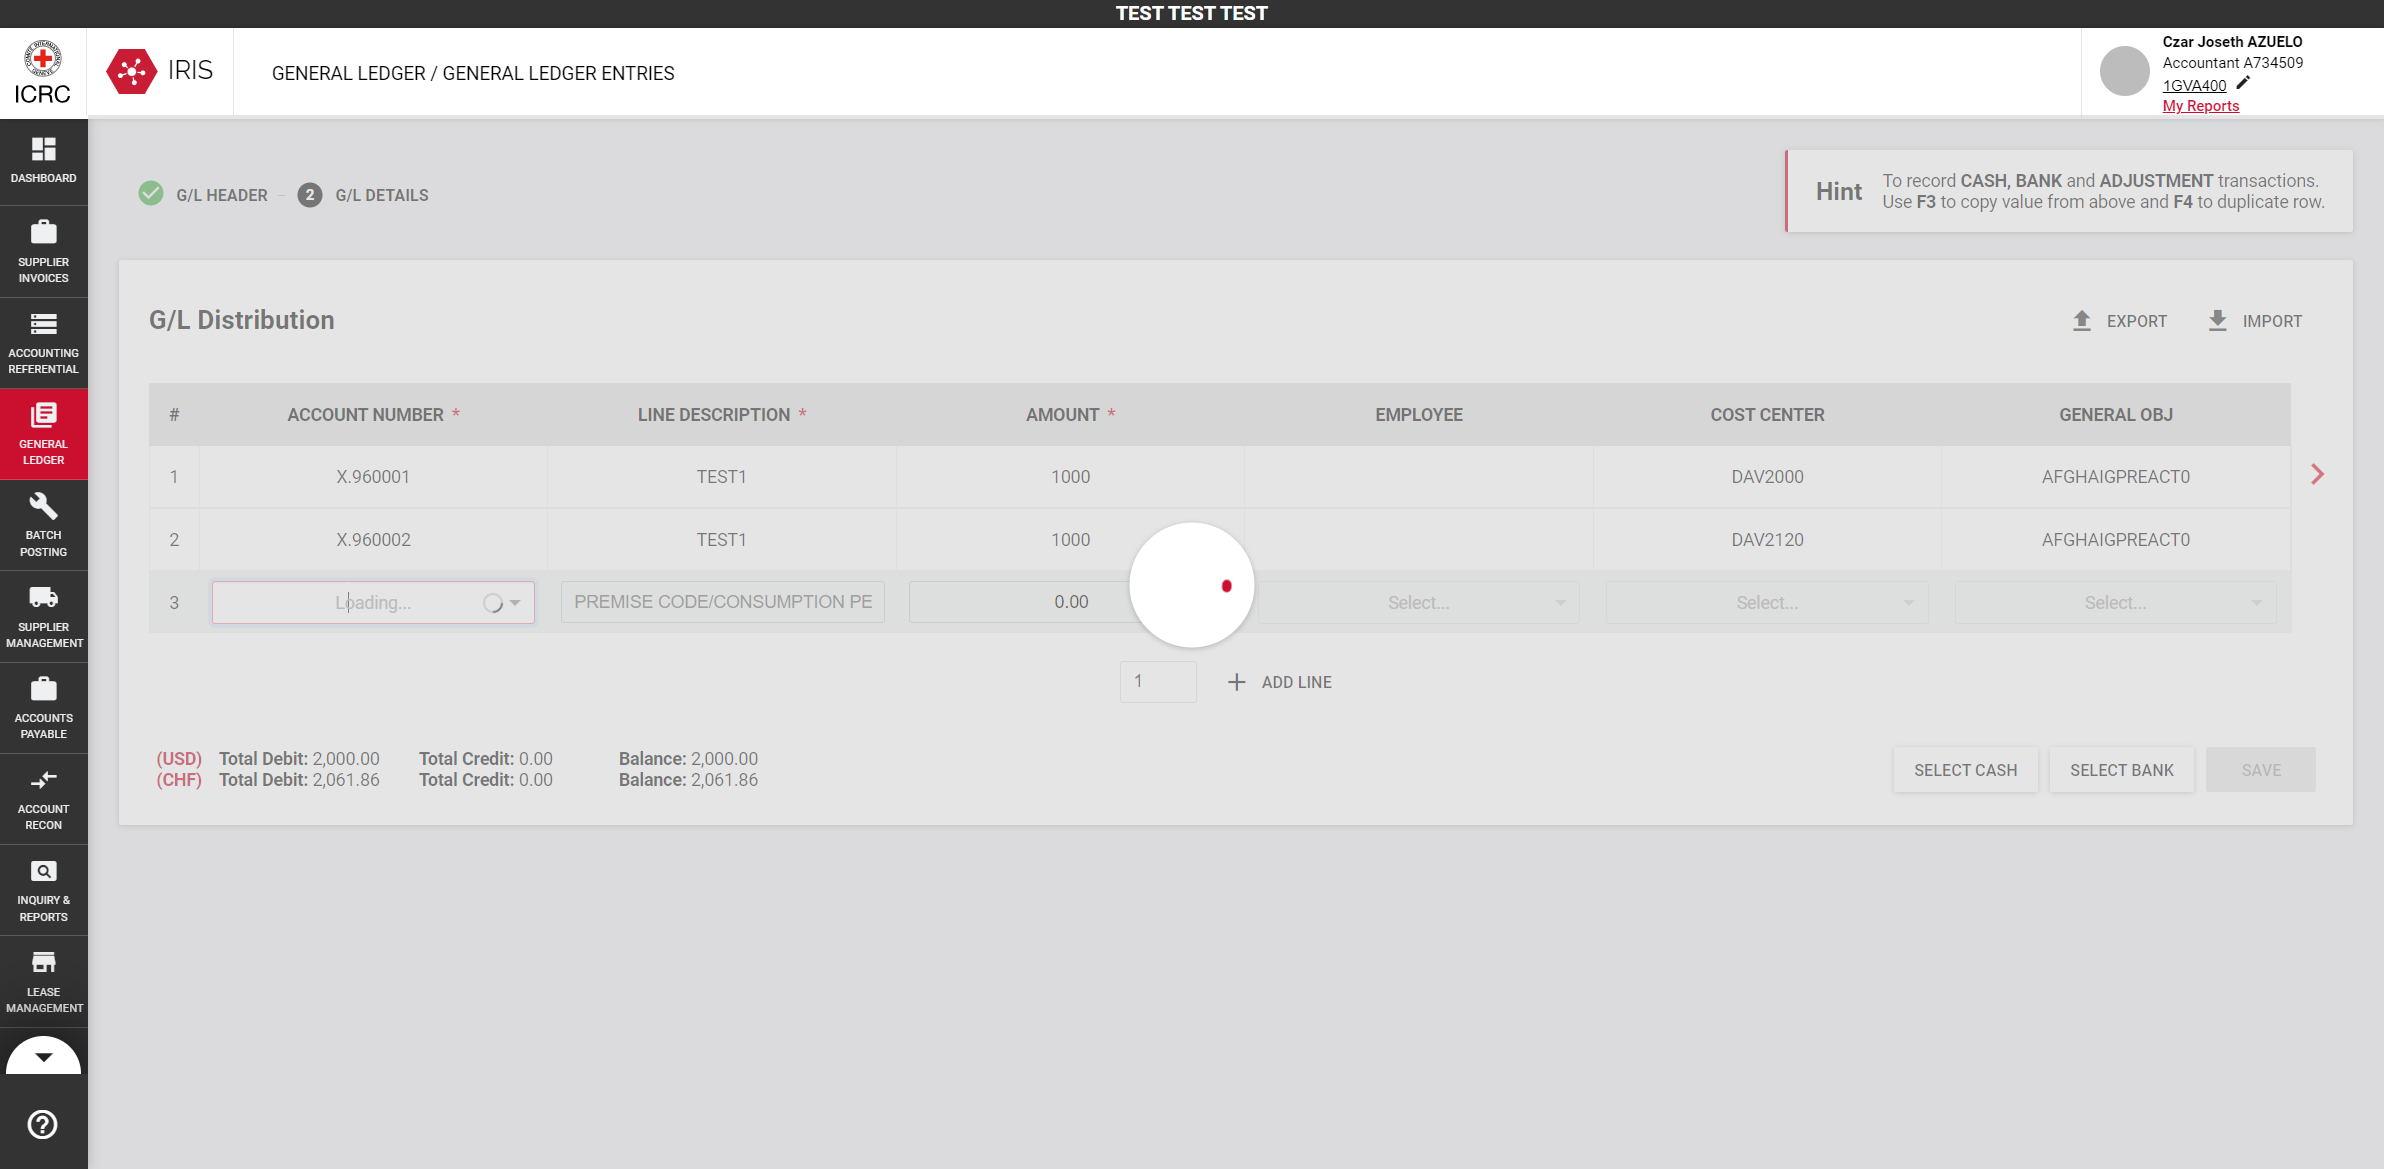 TEST TEST TEST
ICRC
IRIS
GENERAL LEDGER / GENERAL LEDGER ENTRIES
Czar Joseth AZUELO
Accountant A734509
1GVA400
My Reports
DASHBOARD
SUPPLIER
INVOICES
ACCOUNTING
REFERENTIAL
GENERAL
LEDGER
BATCH
POSTING
SUPPLIER
MANAGEMENT
ACCOUNTS
PAYABLE
ACCOUNT
RECON
INQUIRY &
REPORTS
LEASE
MANAGEMENT
G/L HEADER
2 G/L DETAILS
Hint
To record CASH, BANK and ADJUSTMENT transactions.
Use F3 to copy value from above and F4 to duplicate row.
G/L Distribution
EXPORT IMPORT
# ACCOUNT NUMBER * LINE DESCRIPTION * AMOUNT * EMPLOYEE COST CENTER GENERAL OBJ
1 X.960001 TEST1 1000 DAV2000 AFGHAIGPREACT0
2 X.960002 TEST1 1000 DAV2120 AFGHAIGPREACT0
3 Loading... PREMISE CODE/CONSUMPTION PE 0.00 Select... Select... Select...
1 + ADD LINE
(USD) Total Debit: 2,000.00 Total Credit: 0.00 Balance: 2,000.00
(CHF) Total Debit: 2,061.86 Total Credit: 0.00 Balance: 2,061.86
SELECT CASH SELECT BANK SAVE